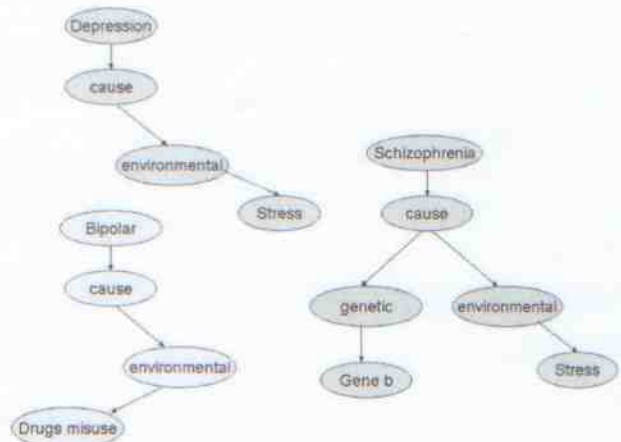 Depression
cause
environmental
Stress
Bipolar
cause
environmental
Drugs misuse
Schizophrenia
cause
genetic
environmental
Gene b
Stress